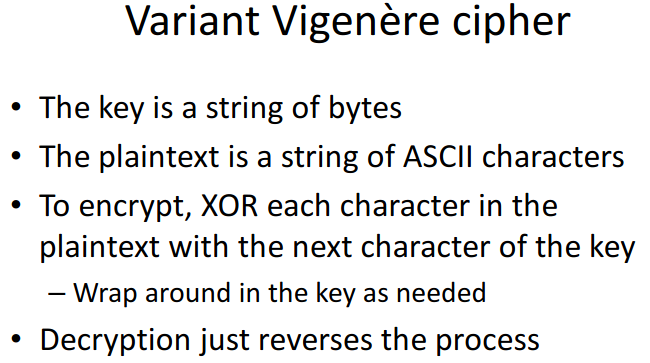 Variant Vigenère cipher
• The key is a string of bytes
• The plaintext is a string of ASCII characters
• To encrypt, XOR each character in the
plaintext with the next character of the key
– Wrap around in the key as needed
• Decryption just reverses the process